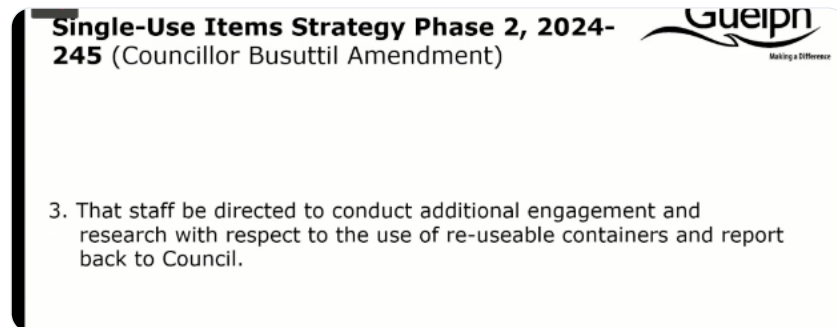 Single-Use Items Strategy Phase 2, 2024-
245 (Councillor Busuttil Amendment)
Guelph
Making a Difference
3. That staff be directed to conduct additional engagement and
research with respect to the use of re-useable containers and report
back to Council.